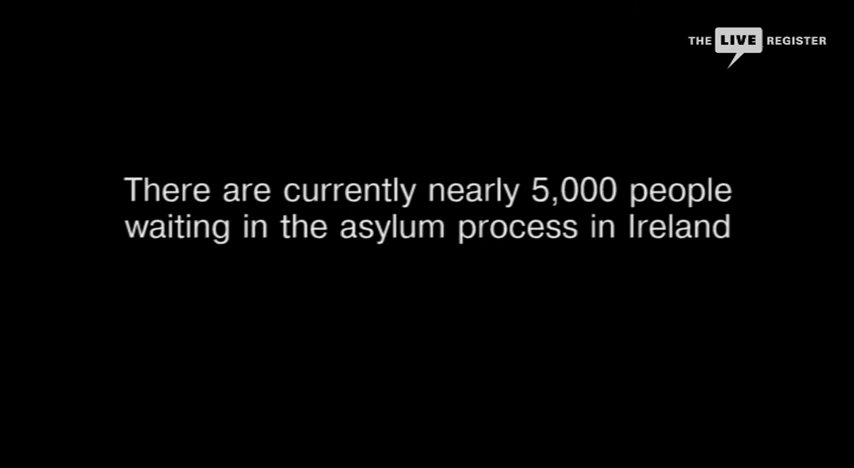 THE LIVE REGISTER
There are currently nearly 5,000 people
waiting in the asylum process in Ireland